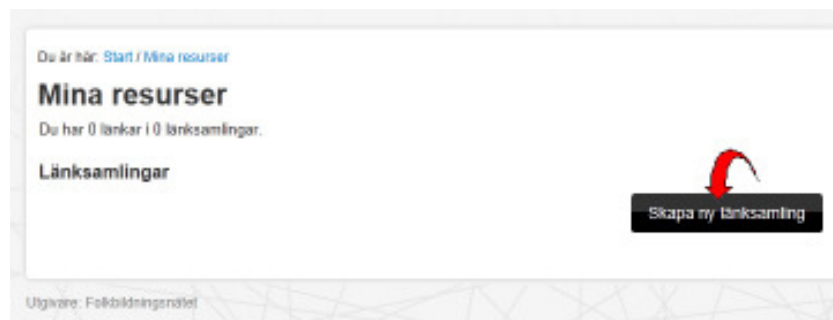 Du är här: Start / Mina resurser
Mina resurser
Du har 0 länkar i 0 länksamlingar.
Länksamlingar
Skapa ny länksamling
Utgivare: Folkbildningsnätet